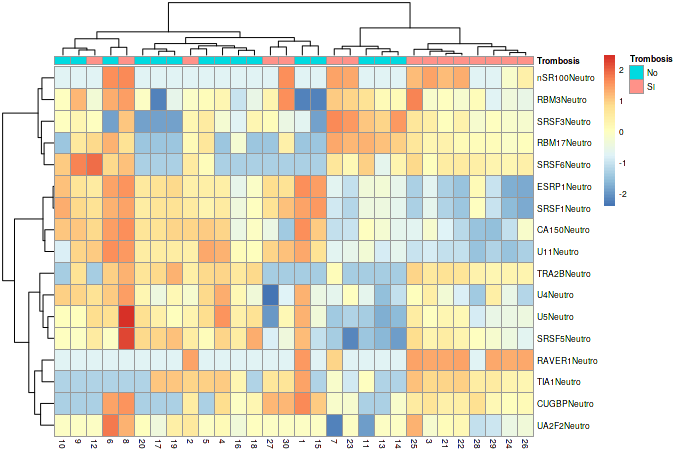 Trombosis
nSR100Neutro
RBM3Neutro
SRSF3Neutro
RBM17Neutro
SRSF6Neutro
ESRP1Neutro
SRSF1Neutro
CA150Neutro
U11Neutro
TRA2BNeutro
U4Neutro
U5Neutro
SRSF5Neutro
RAVER1Neutro
TIA1Neutro
CUGBPNeutro
UA2F2Neutro
10 9 12 6 8 20 17 19 2 5 4 16 18 27 30 1 15 7 23 11 13 14 25 3 21 22 28 29 24 26
2
1
0
-1
-2
Trombosis
No
SI